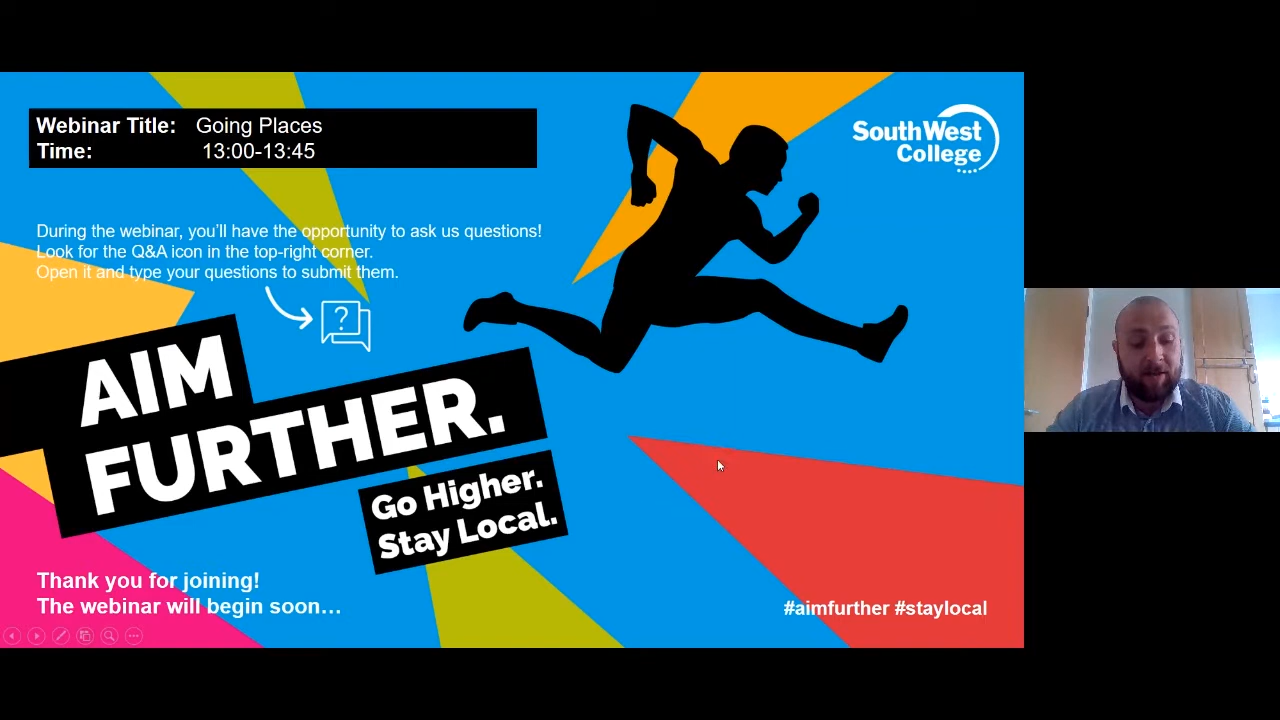 Webinar Title: Going Places
Time: 13:00-13:45
SouthWest
College
During the webinar, you'll have the opportunity to ask us questions!
Look for the Q&A icon in the top-right corner.
Open it and type your questions to submit them.
?
AIM
FURTHER.
Go Higher.
Stay Local.
Thank you for joining!
The webinar will begin soon...
#aimfurther #staylocal